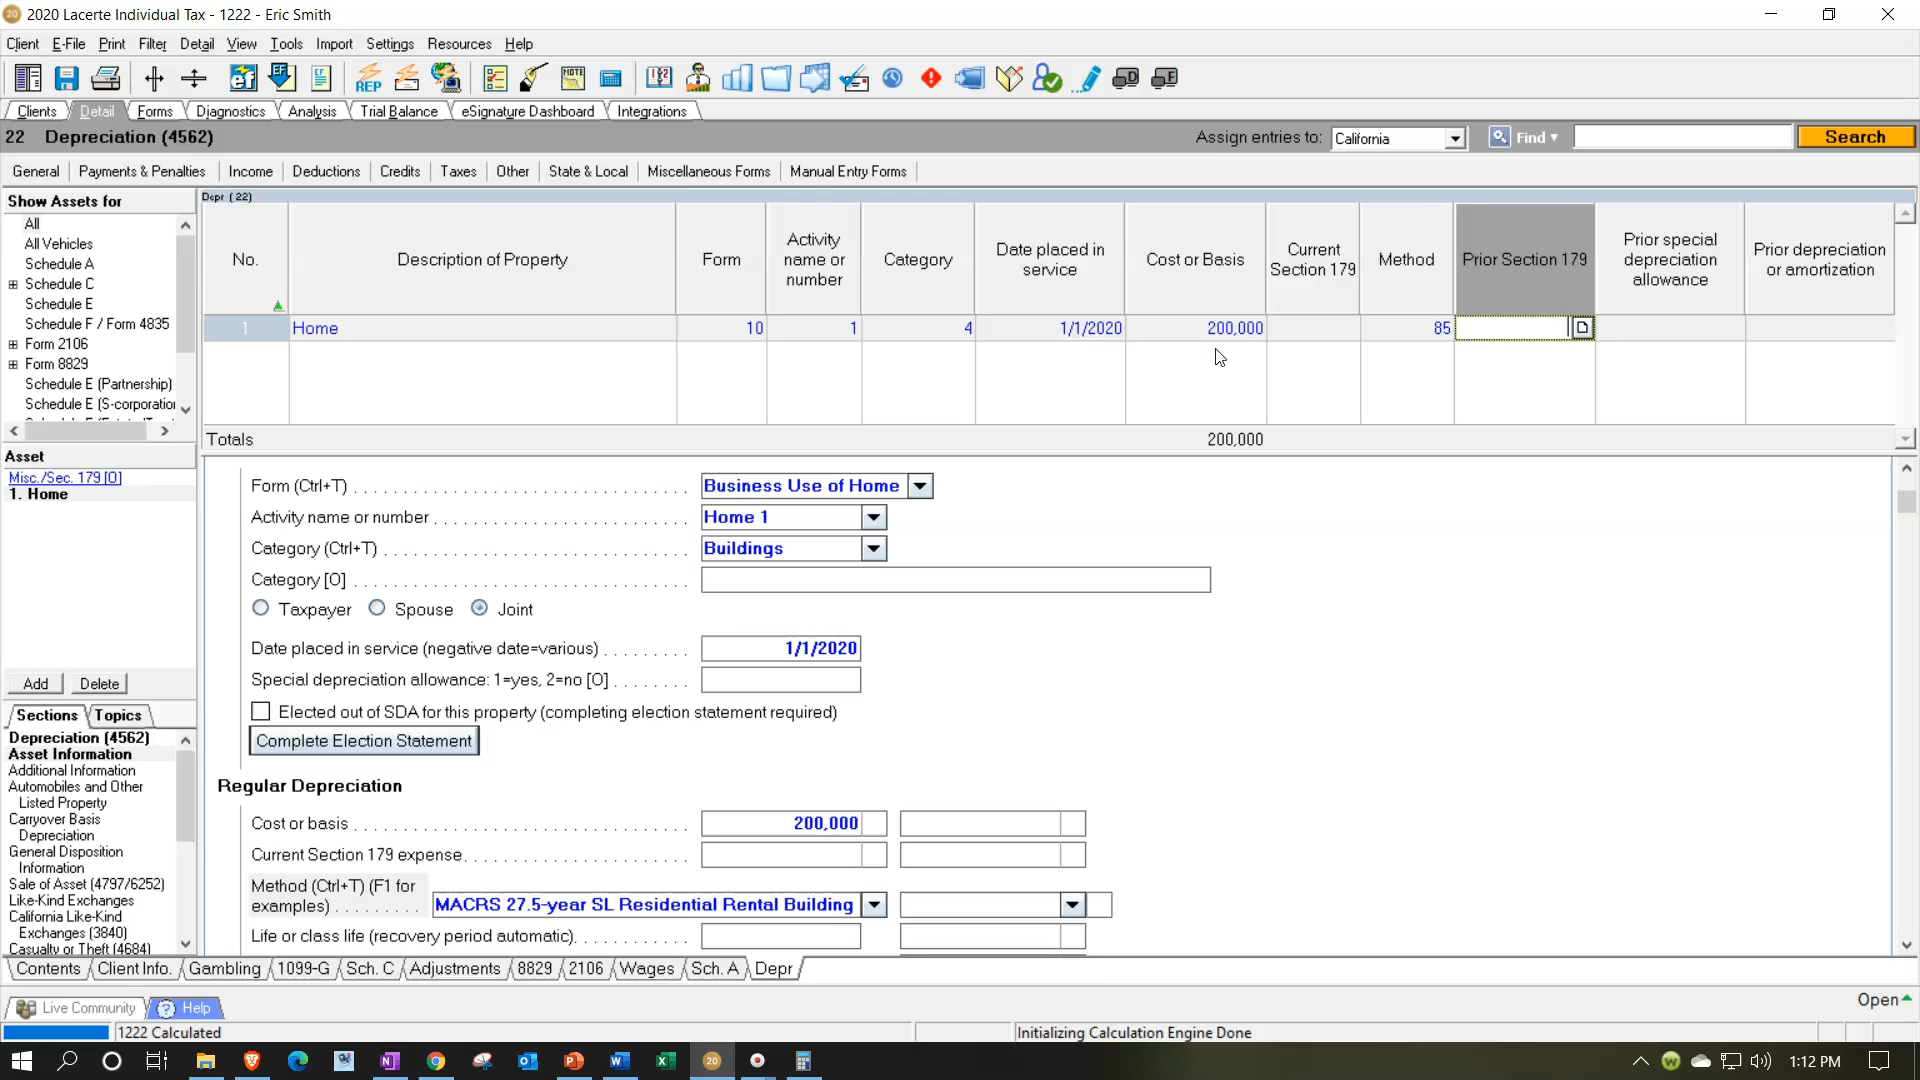 2020 Lacerte Individual Tax - 1222 - Eric Smith
Client E-File Print Filter Detail View Tools Import Settings Resources Help
Clients Detail Forms Diagnostics Analysis Trial Balance eSignature Dashboard Integrations
22 Depreciation (4562) Assign entries to: California Find Search
General Payments & Penalties Income Deductions Credits Taxes Other State & Local Miscellaneous Forms Manual Entry Forms
Show Assets for
All
All Vehicles
Schedule A
Schedule C
Schedule E
Schedule F / Form 4835
Form 2106
Form 8829
Schedule E (Partnership)
Schedule E (S-corporation
Depr ( 22)
No. Description of Property Form Activity name or number Category Date placed in service Cost or Basis Current Section 179 Method Prior Section 179 Prior special depreciation allowance Prior depreciation or amortization
1 Home 10 1 4 1/1/2020 200,000 85
Totals 200,000
Asset
Misc./Sec. 179 [O]
1. Home
Add Delete
Sections Topics
Depreciation (4562)
Asset Information
Additional Information
Automobiles and Other
Listed Property
Carryover Basis
Depreciation
General Disposition
Information
Sale of Asset (4797/6252)
Like-Kind Exchanges
California Like-Kind
Exchanges (3840)
Casualty or Theft (4684)
Form (Ctrl+T) Business Use of Home
Activity name or number Home 1
Category (Ctrl+T) Buildings
Category [O]
Taxpayer Spouse Joint
Date placed in service (negative date=various) 1/1/2020
Special depreciation allowance: 1=yes, 2=no [O]
Elected out of SDA for this property (completing election statement required)
Complete Election Statement
Regular Depreciation
Cost or basis 200,000
Current Section 179 expense
Method (Ctrl+T) (F1 for
examples) MACRS 27.5-year SL Residential Rental Building
Life or class life (recovery period automatic)
Contents Client Info. Gambling 1099-G Sch. C Adjustments 8829 2106 Wages Sch. A Depr
Live Community Help Open
1222 Calculated Initializing Calculation Engine Done
1:12 PM